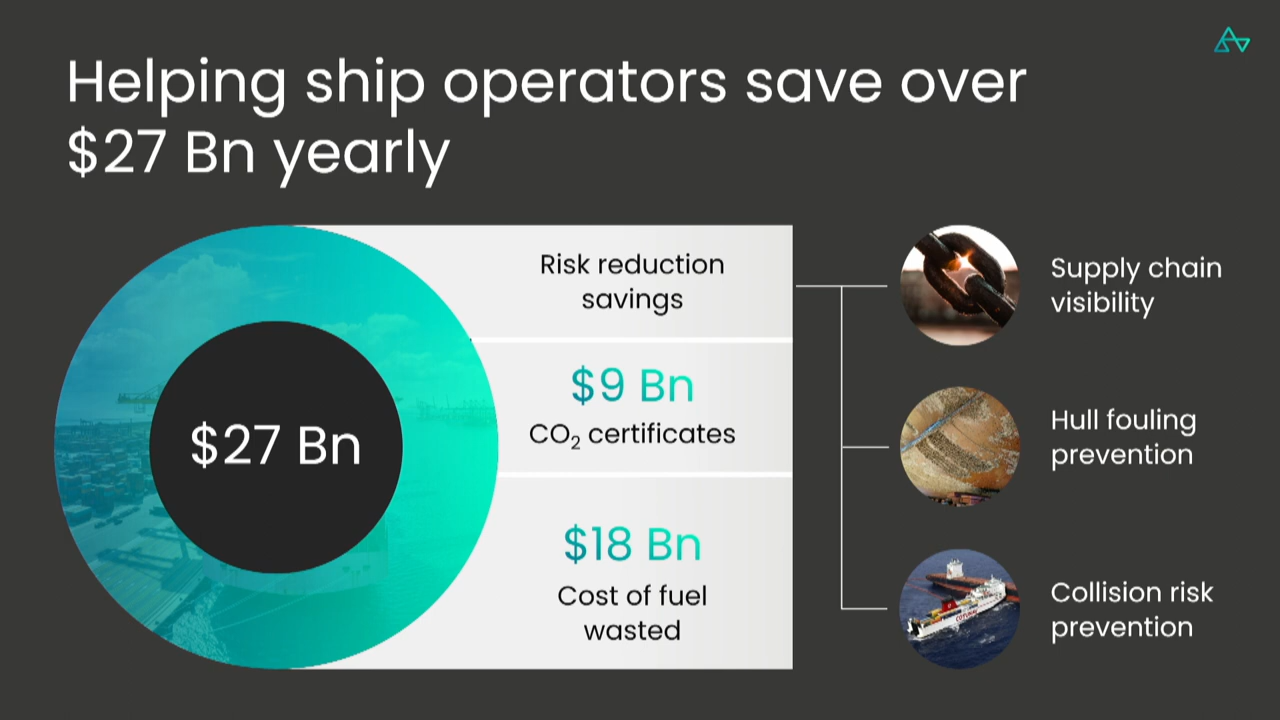 Helping ship operators save over
$27 Bn yearly
$27 Bn
Risk reduction
savings
$9 Bn
CO₂ certificates
$18 Bn
Cost of fuel
wasted
Supply chain
visibility
Hull fouling
prevention
Collision risk
prevention